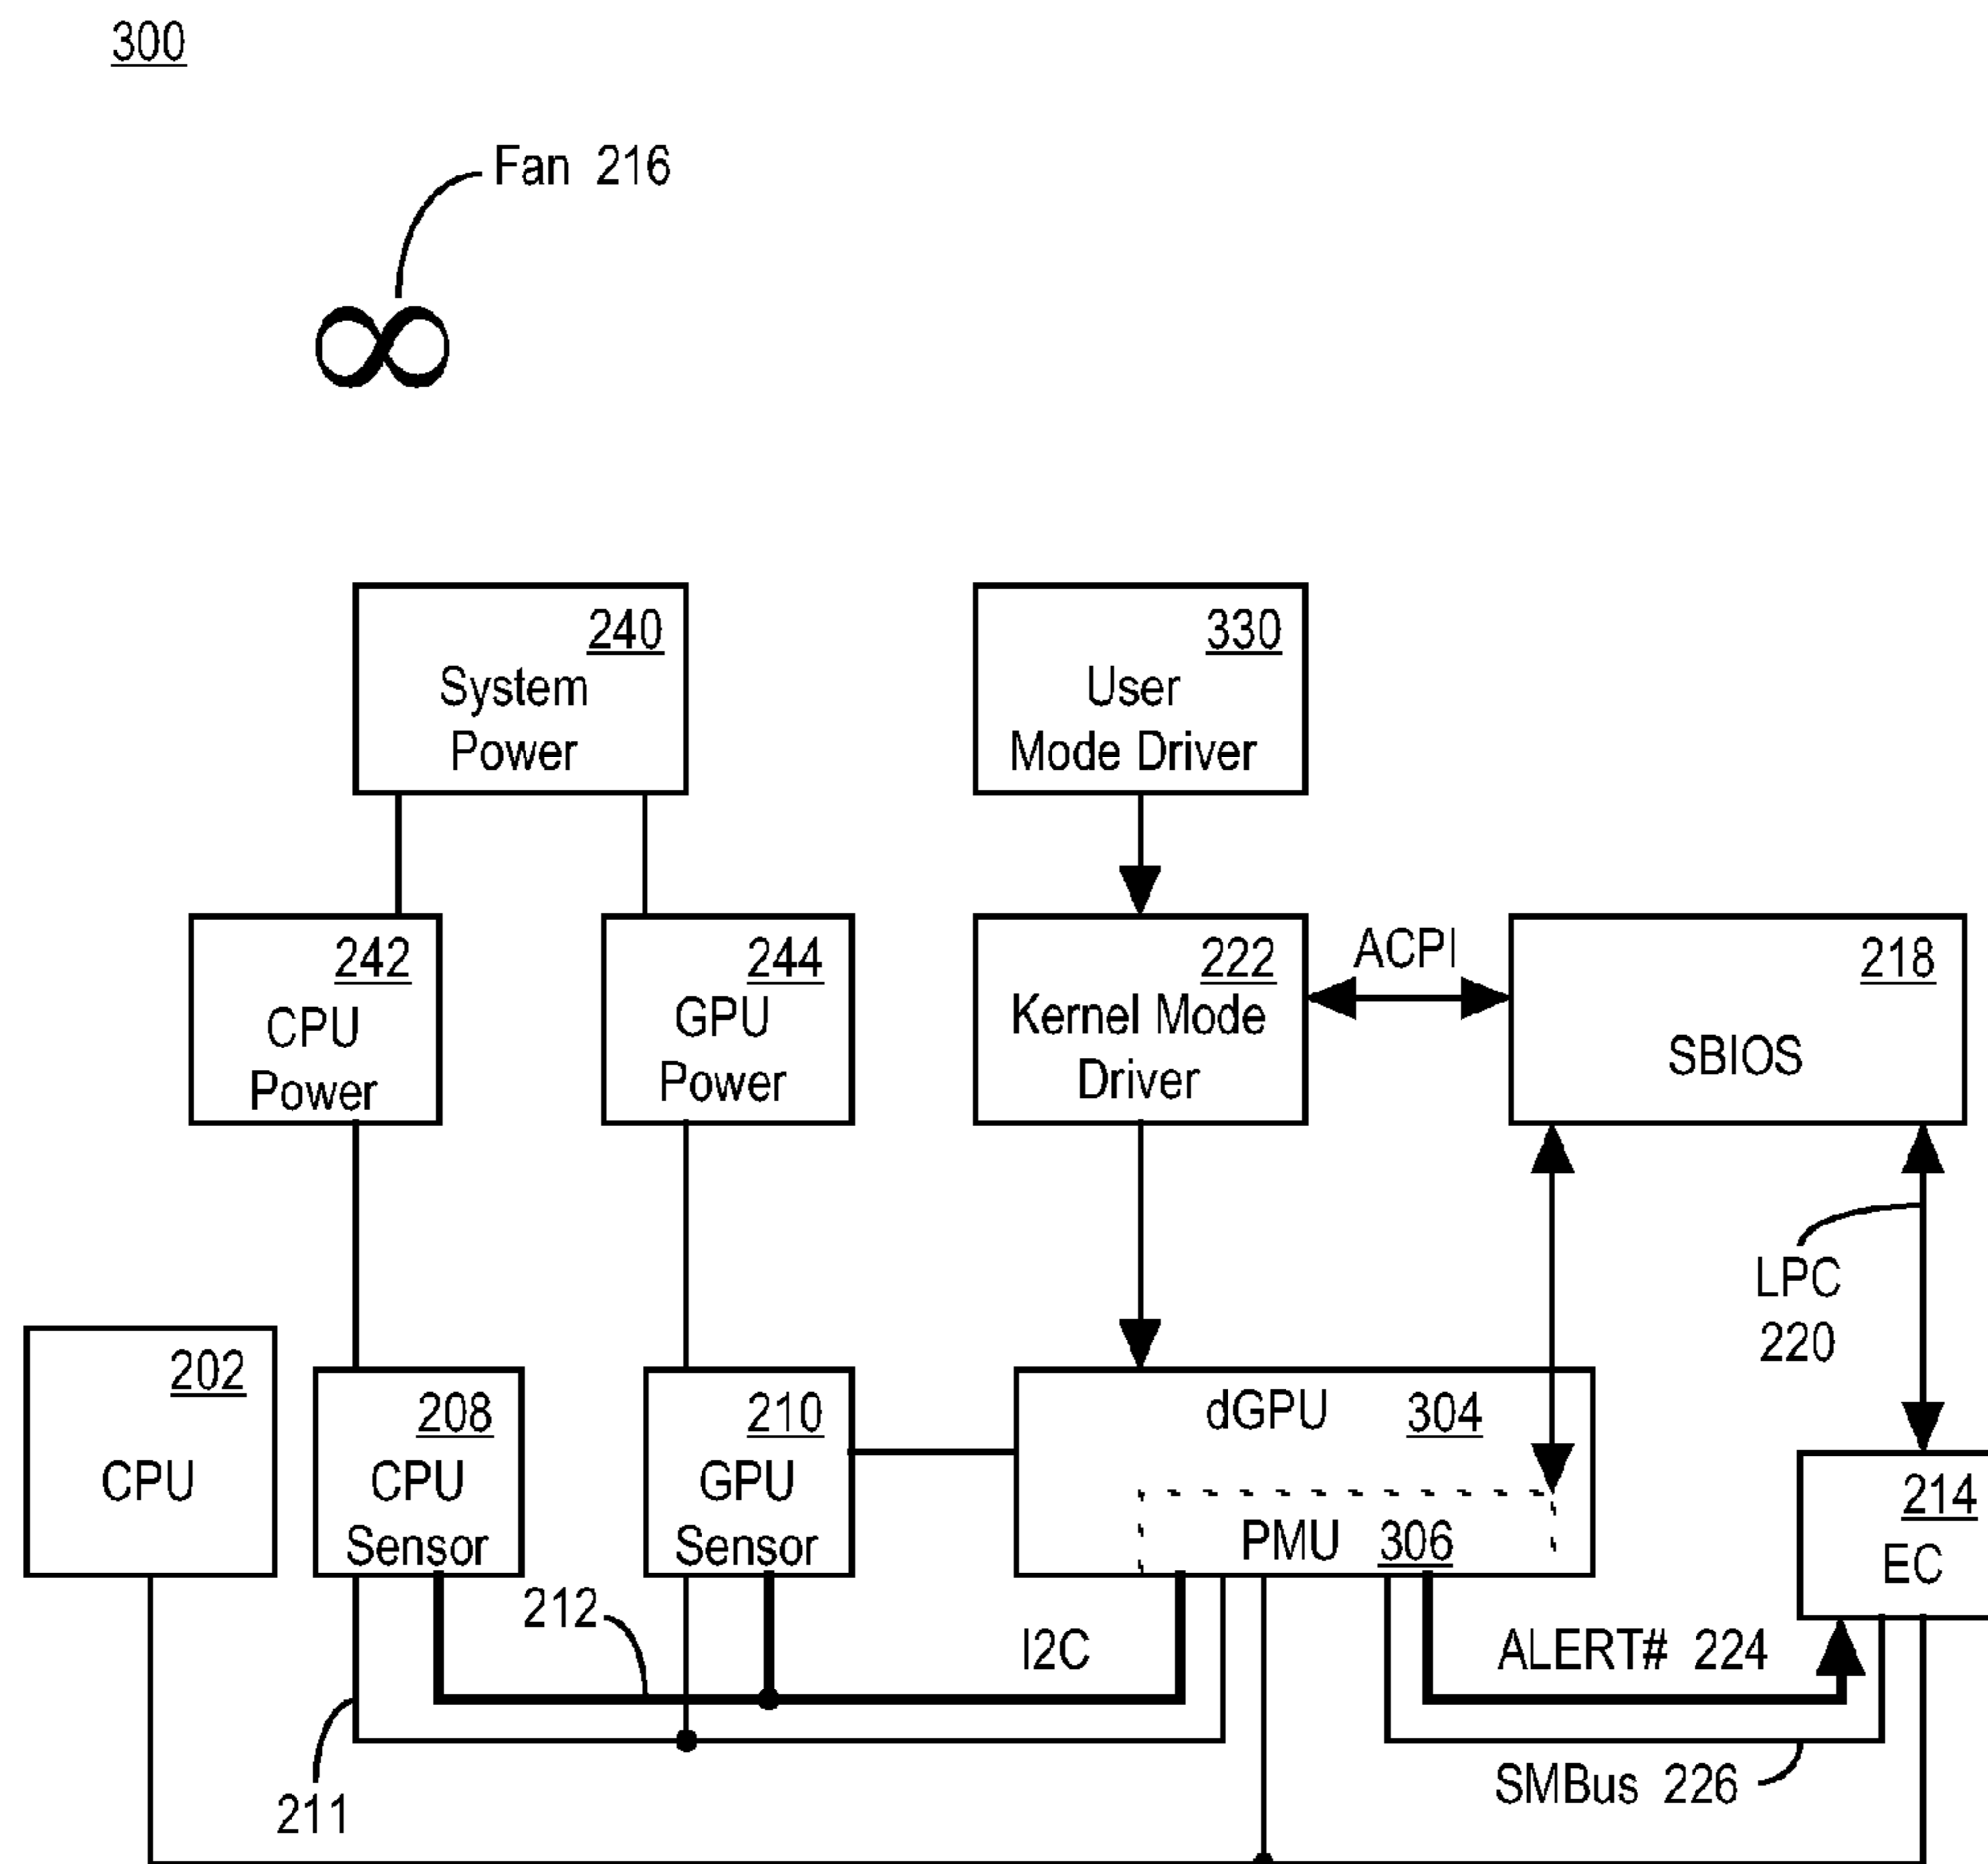 300
Fan 216
240
System
Power
330
User
Mode Driver
242
CPU
Power
244
GPU
Power
222
Kernel Mode
Driver
ACPI
218
SBIOS
LPC
220
202
CPU
208
CPU
Sensor
210
GPU
Sensor
dGPU 304
PMU 306
214
EC
212
I2C
ALERT# 224
211
SMBus 226